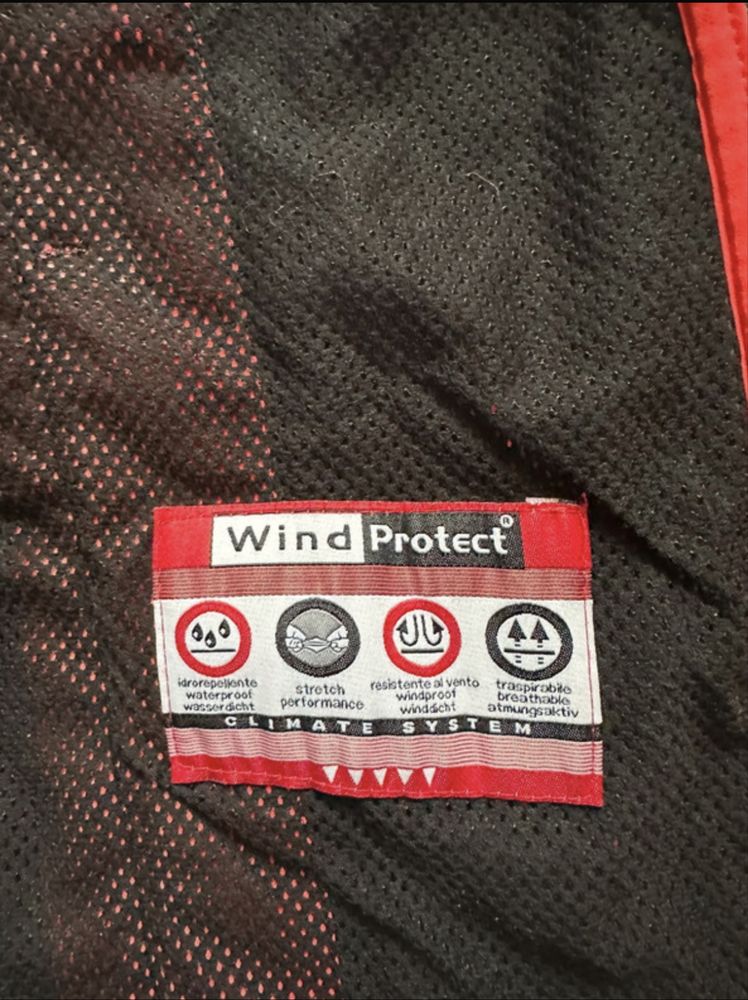 Wind Protect®
idrorepellente
waterproof
wasserdicht
stretch
performance
resistente al vento
windproof
winddicht
traspirabile
breathable
atmungsaktiv
CLIMATE SYSTEM